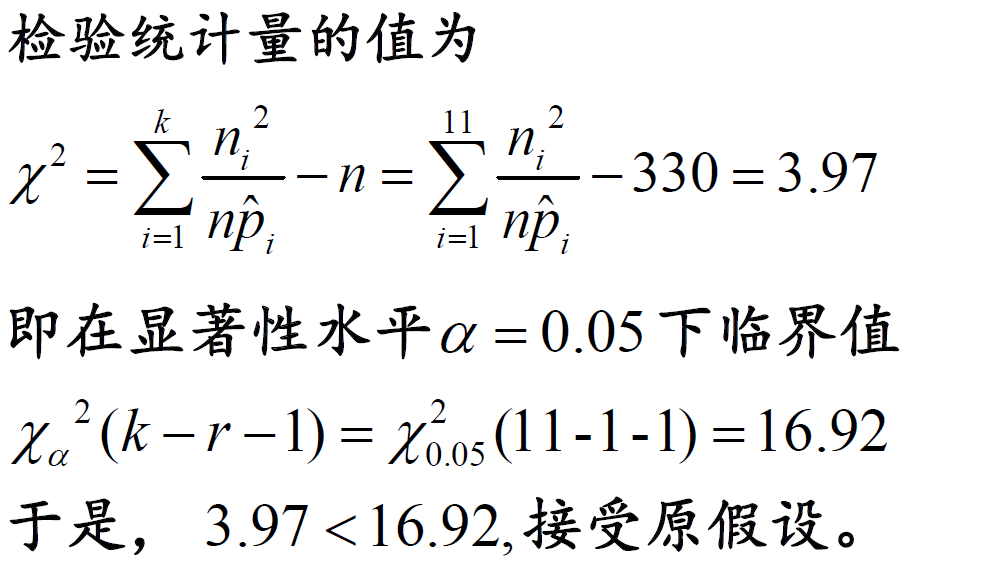 检验统计量的值为
χ² = ∑_{i=1}^{k} n_i²/(np̂_i) − n = ∑_{i=1}^{11} n_i²/(np̂_i) − 330 = 3.97
即在显著性水平α = 0.05下临界值
χ_α²(k − r − 1) = χ²_{0.05}(11-1-1) = 16.92
于是， 3.97 < 16.92,接受原假设。